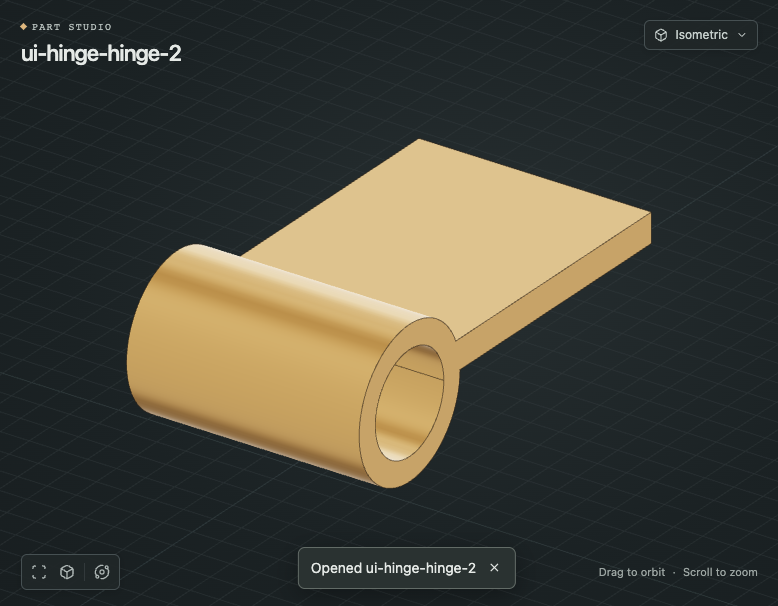 PART STUDIO
ui-hinge-hinge-2
Isometric
Opened ui-hinge-hinge-2
Drag to orbit · Scroll to zoom